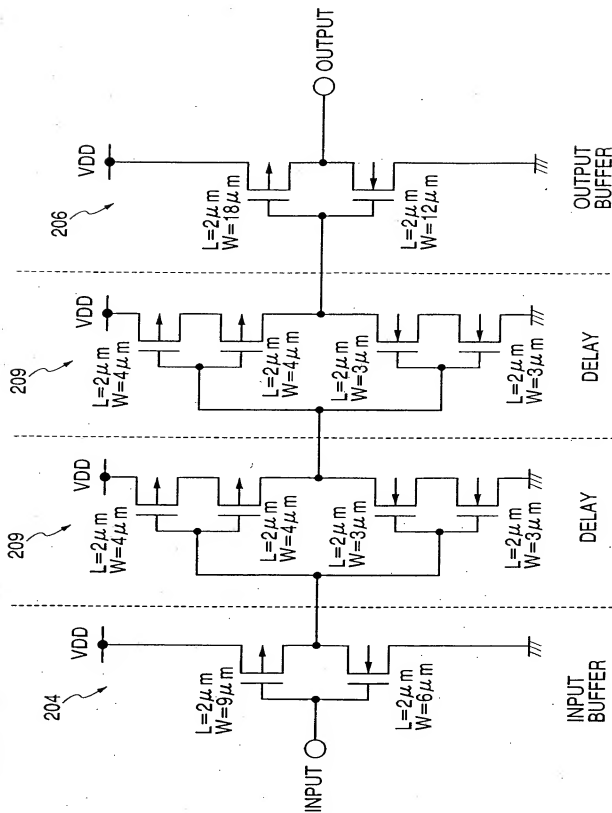 204
209
209
206
VDD
VDD
VDD
VDD
L=2μm
W=9μm
L=2μm
W=4μm
L=2μm
W=4μm
L=2μm
W=18μm
L=2μm
W=4μm
L=2μm
W=4μm
INPUT
OUTPUT
L=2μm
W=6μm
L=2μm
W=3μm
L=2μm
W=3μm
L=2μm
W=12μm
L=2μm
W=3μm
L=2μm
W=3μm
INPUT
BUFFER
DELAY
DELAY
OUTPUT
BUFFER